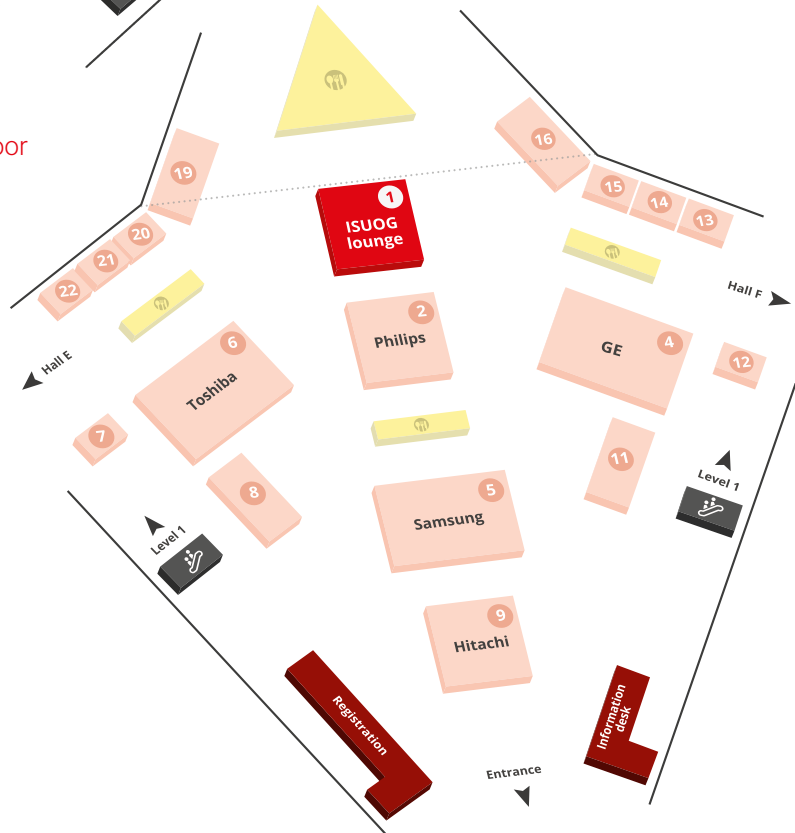 oor
16
19
15
14
13
1
ISUOG
lounge
20
21
22
Hall F
2
Philips
4
GE
6
Toshiba
12
Hall E
7
11
5
Samsung
8
Level 1
Level 1
9
Hitachi
Registration
Information
desk
Entrance